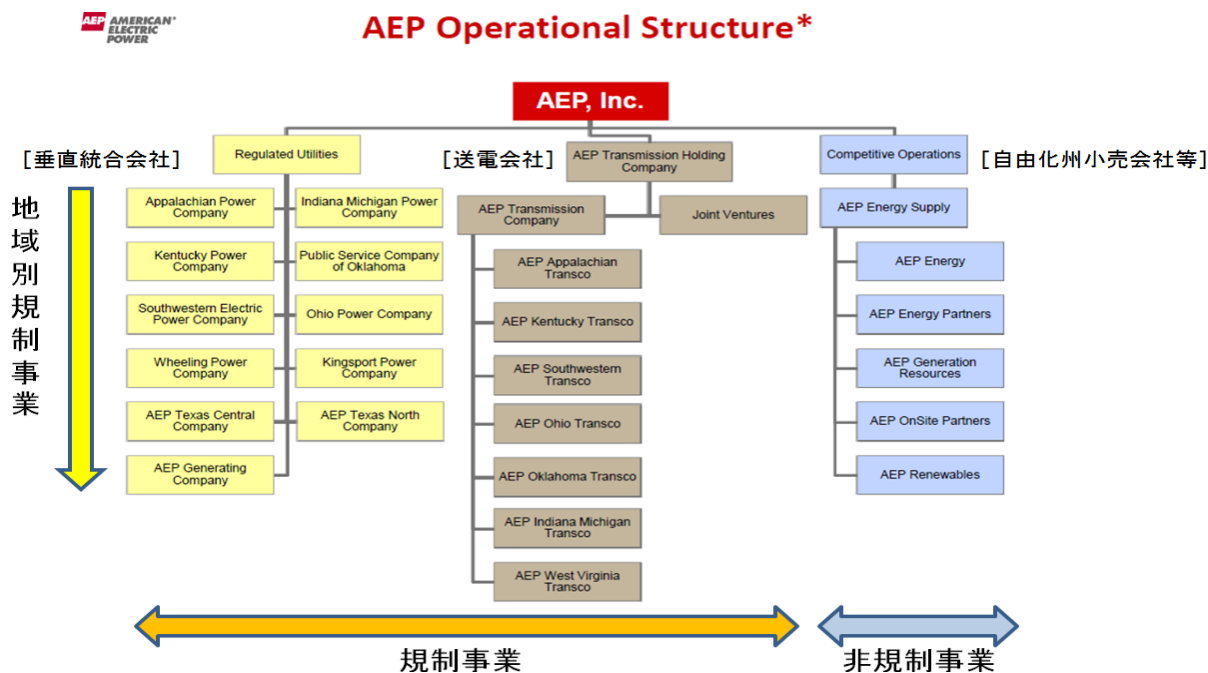 AEP AMERICAN®
ELECTRIC
POWER
AEP Operational Structure*
AEP, Inc.
[垂直統合会社]
Regulated Utilities
[送電会社]
AEP Transmission Holding
Company
Competitive Operations
[自由化州小売会社等]
地域別規制事業
Appalachian Power
Company
Indiana Michigan Power
Company
Kentucky Power
Company
Public Service Company
of Oklahoma
Southwestern Electric
Power Company
Ohio Power Company
Wheeling Power
Company
Kingsport Power
Company
AEP Texas Central
Company
AEP Texas North
Company
AEP Generating
Company
AEP Transmission
Company
Joint Ventures
AEP Appalachian
Transco
AEP Kentucky Transco
AEP Southwestern
Transco
AEP Ohio Transco
AEP Oklahoma Transco
AEP Indiana Michigan
Transco
AEP West Virginia
Transco
AEP Energy Supply
AEP Energy
AEP Energy Partners
AEP Generation
Resources
AEP OnSite Partners
AEP Renewables
規制事業
非規制事業